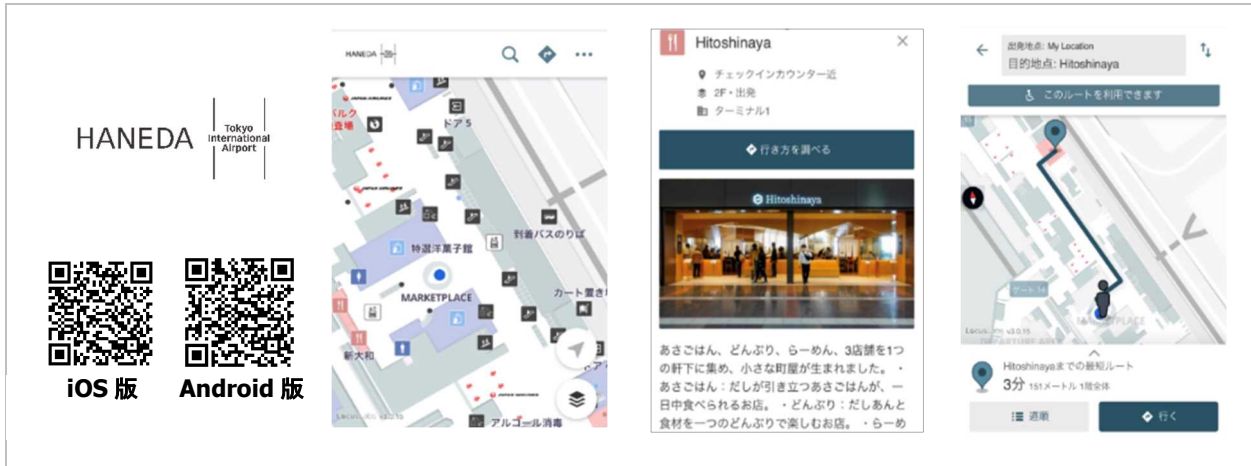 HANEDA
Tokyo
International
Airport
iOS 版
Android 版
HANEDA
ドア 5
到着バスのりば
特選洋菓子館
MARKETPLACE
カート置き
新大和
アルコール消毒
Hitoshinaya
チェックインカウンター近
2F・出発
ターミナル1
行き方を調べる
Hitoshinaya
あさごはん、どんぶり、らーめん、3店舗を1つ
の軒下に集め、小さな町屋が生まれました。 ・
あさごはん：だしが引き立つあさごはんが、一
日中食べられるお店。 ・どんぶり：だしあんと
食材を一つのどんぶりで楽しむお店。 ・らーめ
出発地点: My Location
目的地点: Hitoshinaya
このルートを利用できます
ゲート 14
MARKETPLACE
DEPARTURE AREA
Hitoshinayaまでの最短ルート
3分 151メートル 1階全体
道順
行く